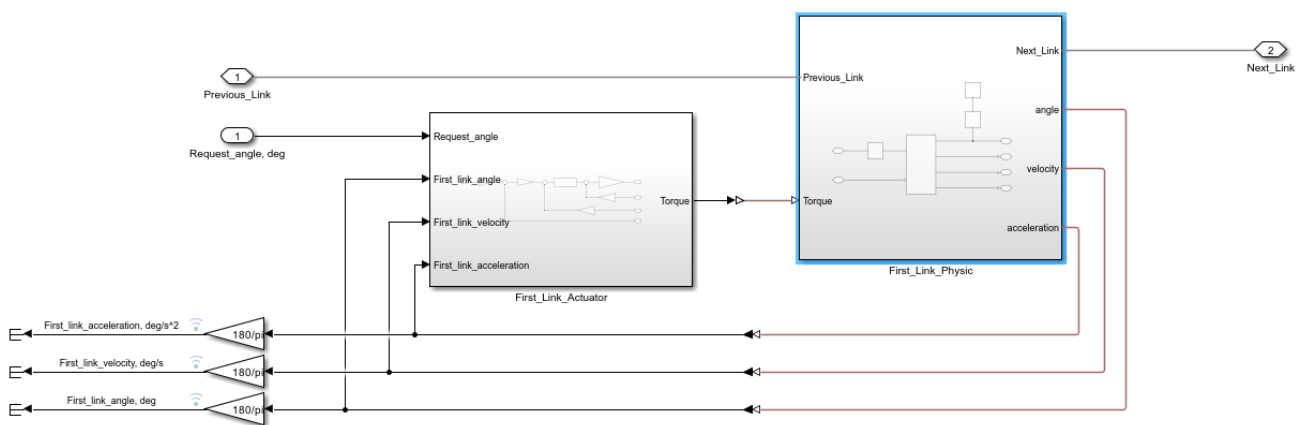 1
Previous_Link
1
Request_angle, deg
Request_angle
First_link_angle
First_link_velocity
First_link_acceleration
Torque
First_Link_Actuator
Previous_Link
Torque
Next_Link
angle
velocity
acceleration
First_Link_Physic
2
Next_Link
First_link_acceleration, deg/s^2
180/pi
First_link_velocity, deg/s
180/pi
First_link_angle, deg
180/pi